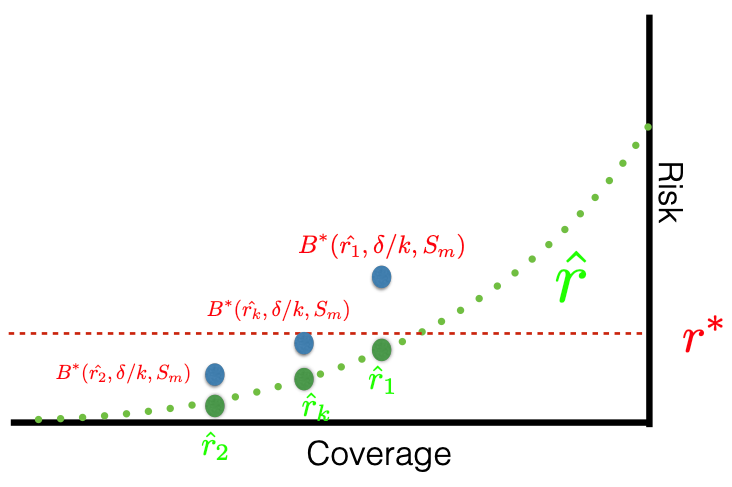 Risk
B*(r̂₁, δ/k, Sₘ)
r̂
B*(r̂ₖ, δ/k, Sₘ)
r*
B*(r̂₂, δ/k, Sₘ)
r̂₁
r̂ₖ
r̂₂
Coverage